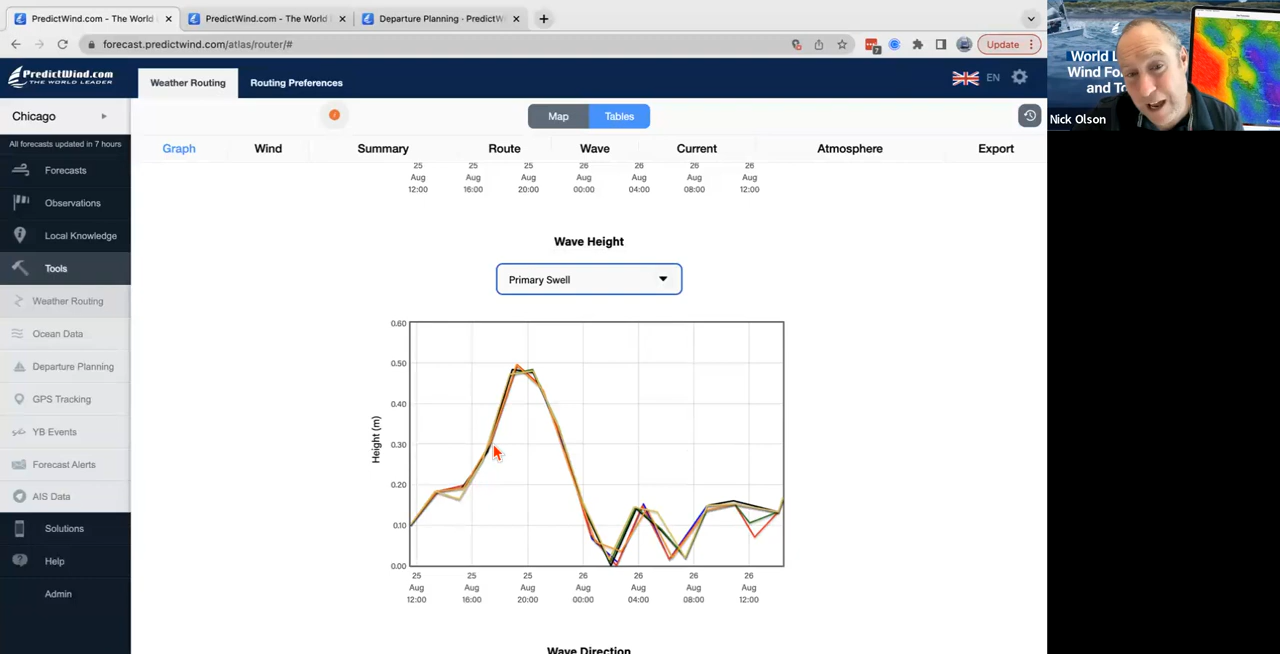 PredictWind.com - The World
PredictWind.com - The World
Departure Planning · PredictW
forecast.predictwind.com/atlas/router/#
7
Update
PredictWind.com
THE WORLD LEADER
Weather Routing
Routing Preferences
EN
Chicago
All forecasts updated in 7 hours
Forecasts
Observations
Local Knowledge
Tools
Weather Routing
Ocean Data
Departure Planning
GPS Tracking
YB Events
Forecast Alerts
AIS Data
Solutions
Help
Admin
Map
Tables
Graph
Wind
Summary
Route
Wave
Current
Atmosphere
Export
25 25 25 26 26 26 26
Aug Aug Aug Aug Aug Aug Aug
12:00 16:00 20:00 00:00 04:00 08:00 12:00
Wave Height
Primary Swell
Height (m)
0.60
0.50
0.40
0.30
0.20
0.10
0.00
25 25 25 26 26 26 26
Aug Aug Aug Aug Aug Aug Aug
12:00 16:00 20:00 00:00 04:00 08:00 12:00
Wave Direction
World L
Wind Fo
and T
Nick Olson